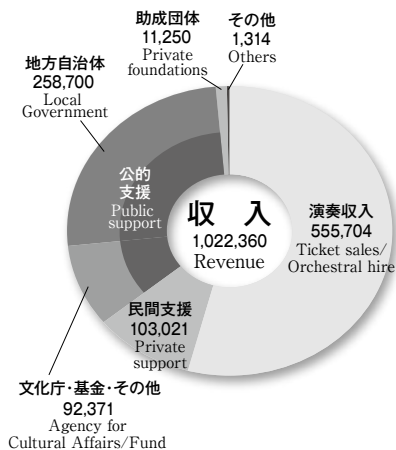 助成団体
11,250
Private
foundations
その他
1,314
Others
地方自治体
258,700
Local
Government
公的
支援
Public
support
収 入
1,022,360
Revenue
演奏収入
555,704
Ticket sales/
Orchestral hire
民間支援
103,021
Private
support
文化庁・基金・その他
92,371
Agency for
Cultural Affairs/Fund